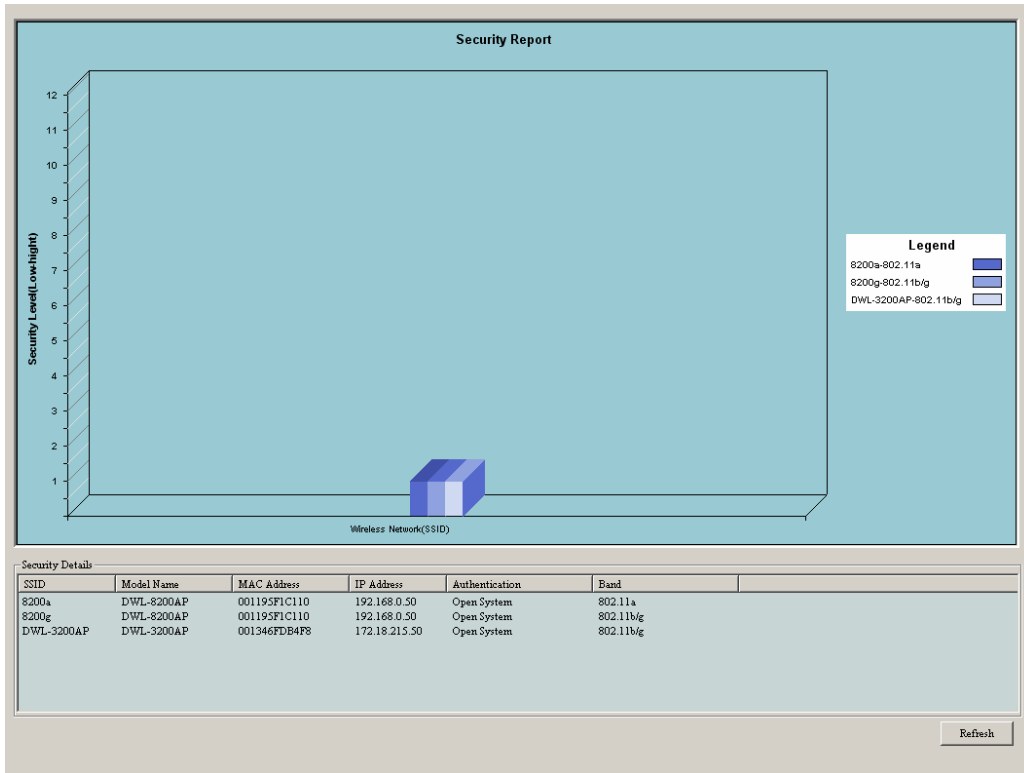 Security Report
12
11
10
9
8
7
6
5
4
3
2
1
Security Level(Low-hight)
Wireless Network(SSID)
Legend
8200a-802.11a
8200g-802.11b/g
DWL-3200AP-802.11b/g
Security Details
SSID Model Name MAC Address IP Address Authentication Band
8200a DWL-8200AP 001195F1C110 192.168.0.50 Open System 802.11a
8200g DWL-8200AP 001195F1C110 192.168.0.50 Open System 802.11b/g
DWL-3200AP DWL-3200AP 001346FDB4F8 172.18.215.50 Open System 802.11b/g
Refresh